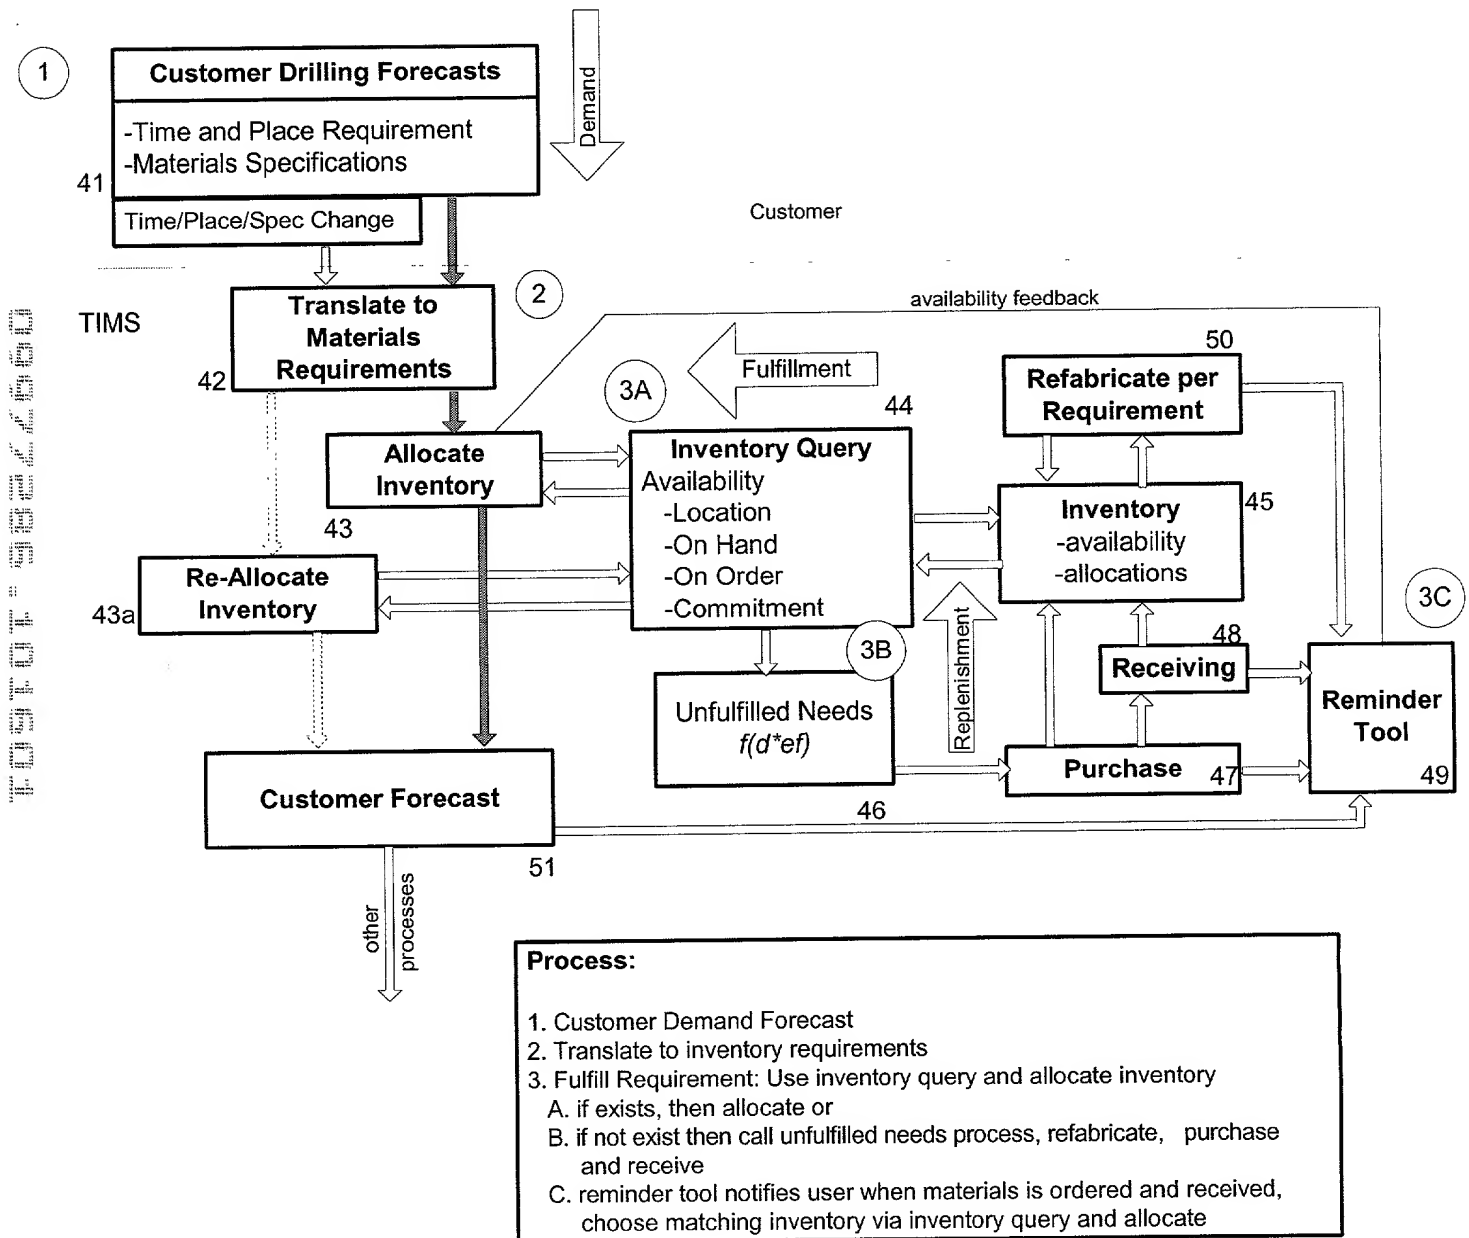 1
Customer Drilling Forecasts
-Time and Place Requirement
-Materials Specifications
41
Time/Place/Spec Change
Demand
Customer
TIMS
2
Translate to
Materials
Requirements
42
availability feedback
Fulfillment
3A
44
50
Refabricate per
Requirement
Allocate
Inventory
43
Inventory Query
Availability
-Location
-On Hand
-On Order
-Commitment
Inventory
-availability
-allocations
45
Re-Allocate
Inventory
43a
3B
3C
Replenishment
48
Receiving
Unfulfilled Needs
f(d*ef)
Reminder
Tool
49
Purchase
47
46
Customer Forecast
51
other
processes
Process:
1. Customer Demand Forecast
2. Translate to inventory requirements
3. Fulfill Requirement: Use inventory query and allocate inventory
A. if exists, then allocate or
B. if not exist then call unfulfilled needs process, refabricate, purchase
and receive
C. reminder tool notifies user when materials is ordered and received,
choose matching inventory via inventory query and allocate